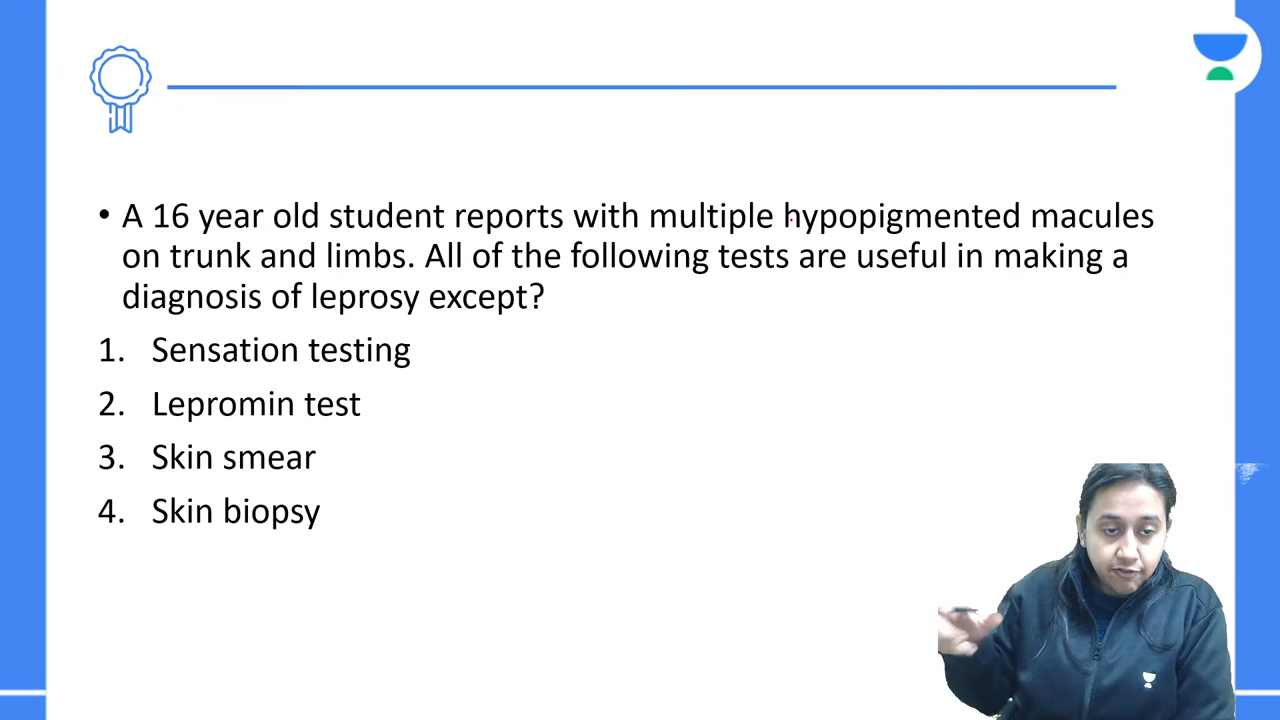 • A 16 year old student reports with multiple hypopigmented macules
on trunk and limbs. All of the following tests are useful in making a
diagnosis of leprosy except?
1. Sensation testing
2. Lepromin test
3. Skin smear
4. Skin biopsy